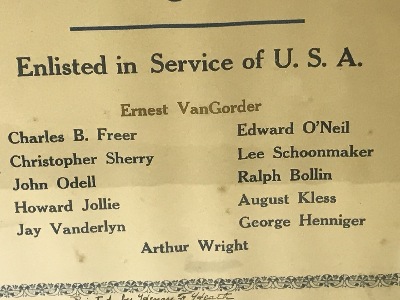 Enlisted in Service of U. S. A.
Ernest VanGorder
Charles B. Freer
Christopher Sherry
John Odell
Howard Jollie
Jay Vanderlyn
Edward O'Neil
Lee Schoonmaker
Ralph Bollin
August Kless
George Henniger
Arthur Wright
by